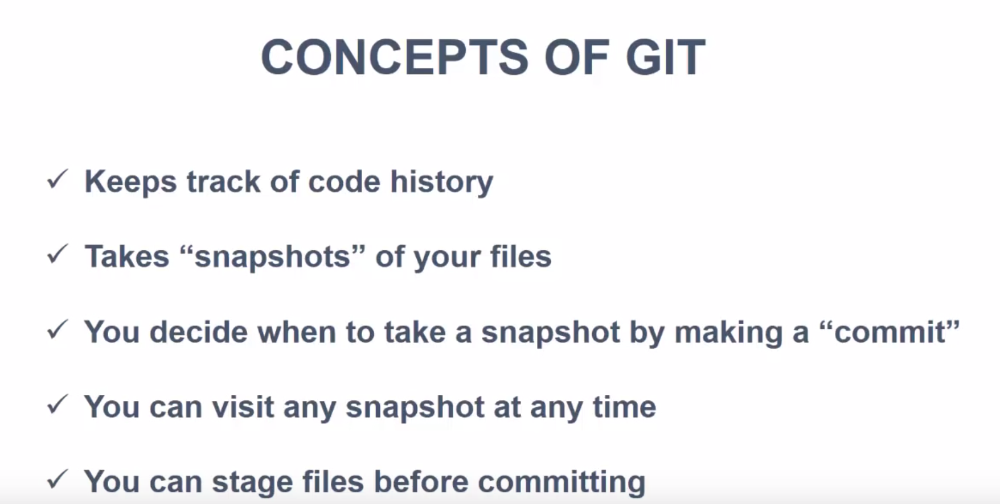 CONCEPTS OF GIT
✓ Keeps track of code history
✓ Takes “snapshots” of your files
✓ You decide when to take a snapshot by making a “commit”
✓ You can visit any snapshot at any time
✓ You can stage files before committing